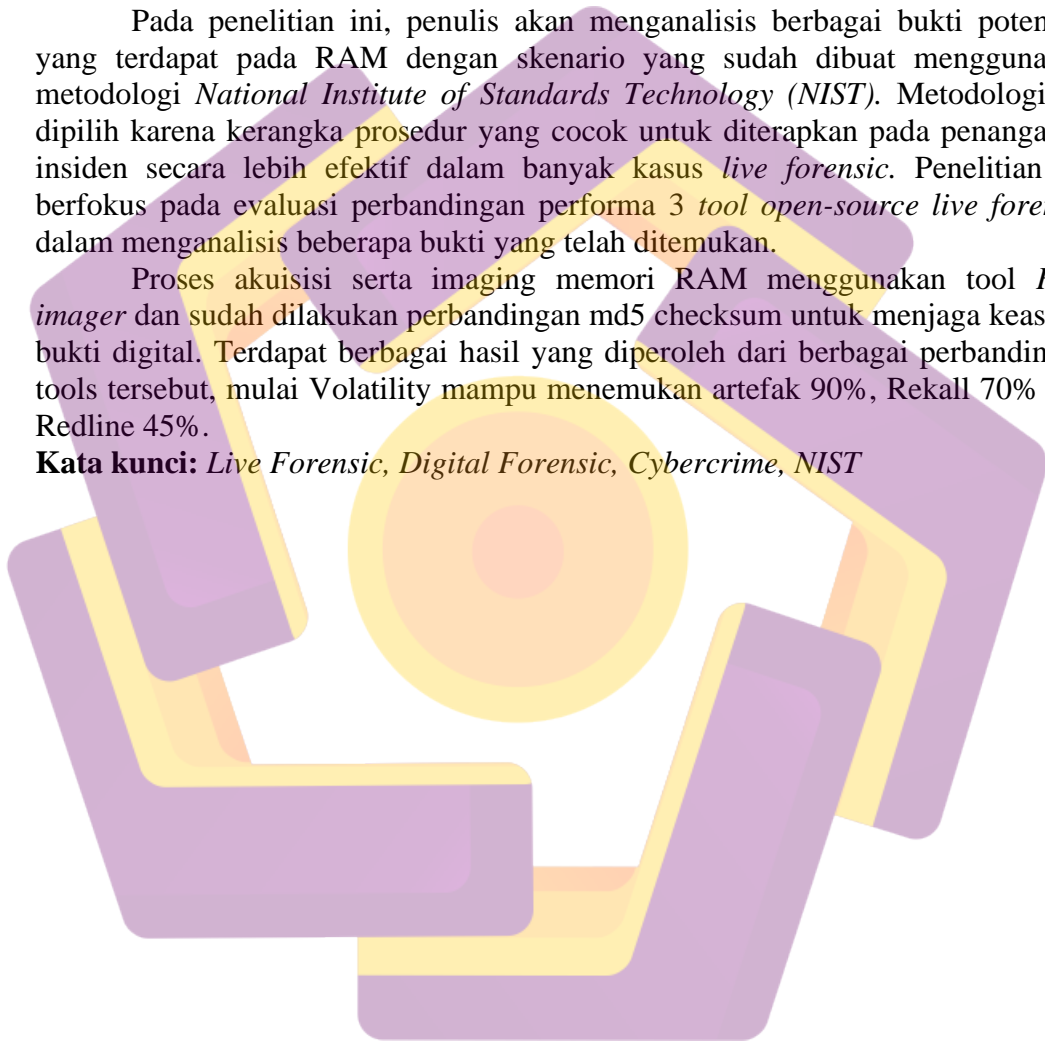 Pada penelitian ini, penulis akan menganalisis berbagai bukti poten
yang terdapat pada RAM dengan skenario yang sudah dibuat mengguna
metodologi National Institute of Standards Technology (NIST). Metodologi
dipilih karena kerangka prosedur yang cocok untuk diterapkan pada penanga
insiden secara lebih efektif dalam banyak kasus live forensic. Penelitian
berfokus pada evaluasi perbandingan performa 3 tool open-source live foren
dalam menganalisis beberapa bukti yang telah ditemukan.
Proses akuisisi serta imaging memori RAM menggunakan tool
imager dan sudah dilakukan perbandingan md5 checksum untuk menjaga keas
bukti digital. Terdapat berbagai hasil yang diperoleh dari berbagai perbandin
tools tersebut, mulai Volatility mampu menemukan artefak 90%, Rekall 70%
Redline 45%.
Kata kunci: Live Forensic, Digital Forensic, Cybercrime, NIST